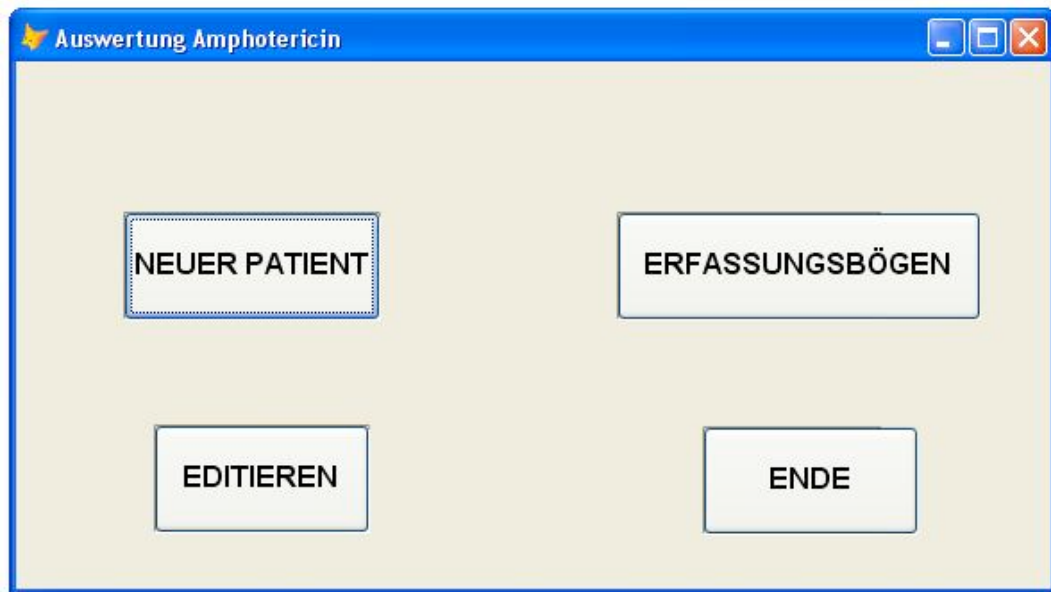 Auswertung Amphotericin
NEUER PATIENT
ERFASSUNGSBÖGEN
EDITIEREN
ENDE